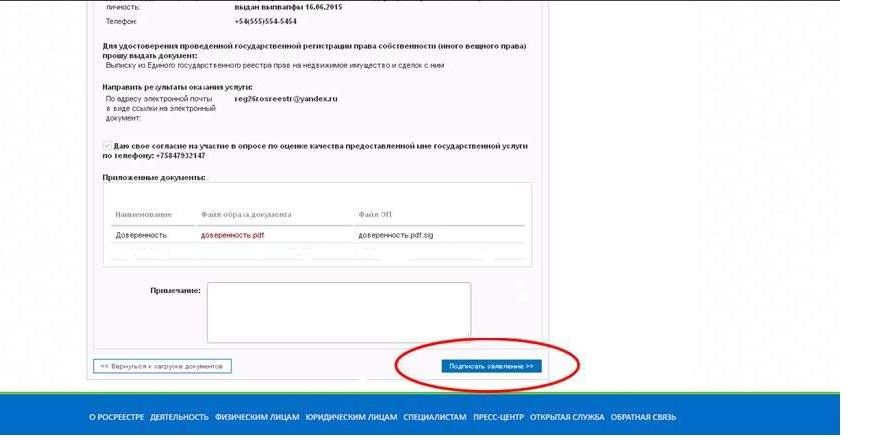 личность: выдан выпвапфы 16.06.2015
Телефон: +54(555)554-5454
Для удостоверения проведенной государственной регистрации права собственности (иного вещного права)
прошу выдать документ:
Выписку из Единого государственного реестра прав на недвижимое имущество и сделок с ним
Направить результаты оказания услуги:
По адресу электронной почты reg26rosreestr@yandex.ru
в виде ссылки на электронный
документ:
Даю свое согласие на участие в опросе по оценке качества предоставленной мне государственной услуги
по телефону: +75847932147
Приложенные документы:
Наименование Файл образа документа Файл ЭП
Доверенность доверенность.pdf доверенность.pdf.sig
Примечание:
<< Вернуться к загрузке документов Подписать заявление >>
О РОСРЕЕСТРЕ ДЕЯТЕЛЬНОСТЬ ФИЗИЧЕСКИМ ЛИЦАМ ЮРИДИЧЕСКИМ ЛИЦАМ СПЕЦИАЛИСТАМ ПРЕСС-ЦЕНТР ОТКРЫТАЯ СЛУЖБА ОБРАТНАЯ СВЯЗЬ